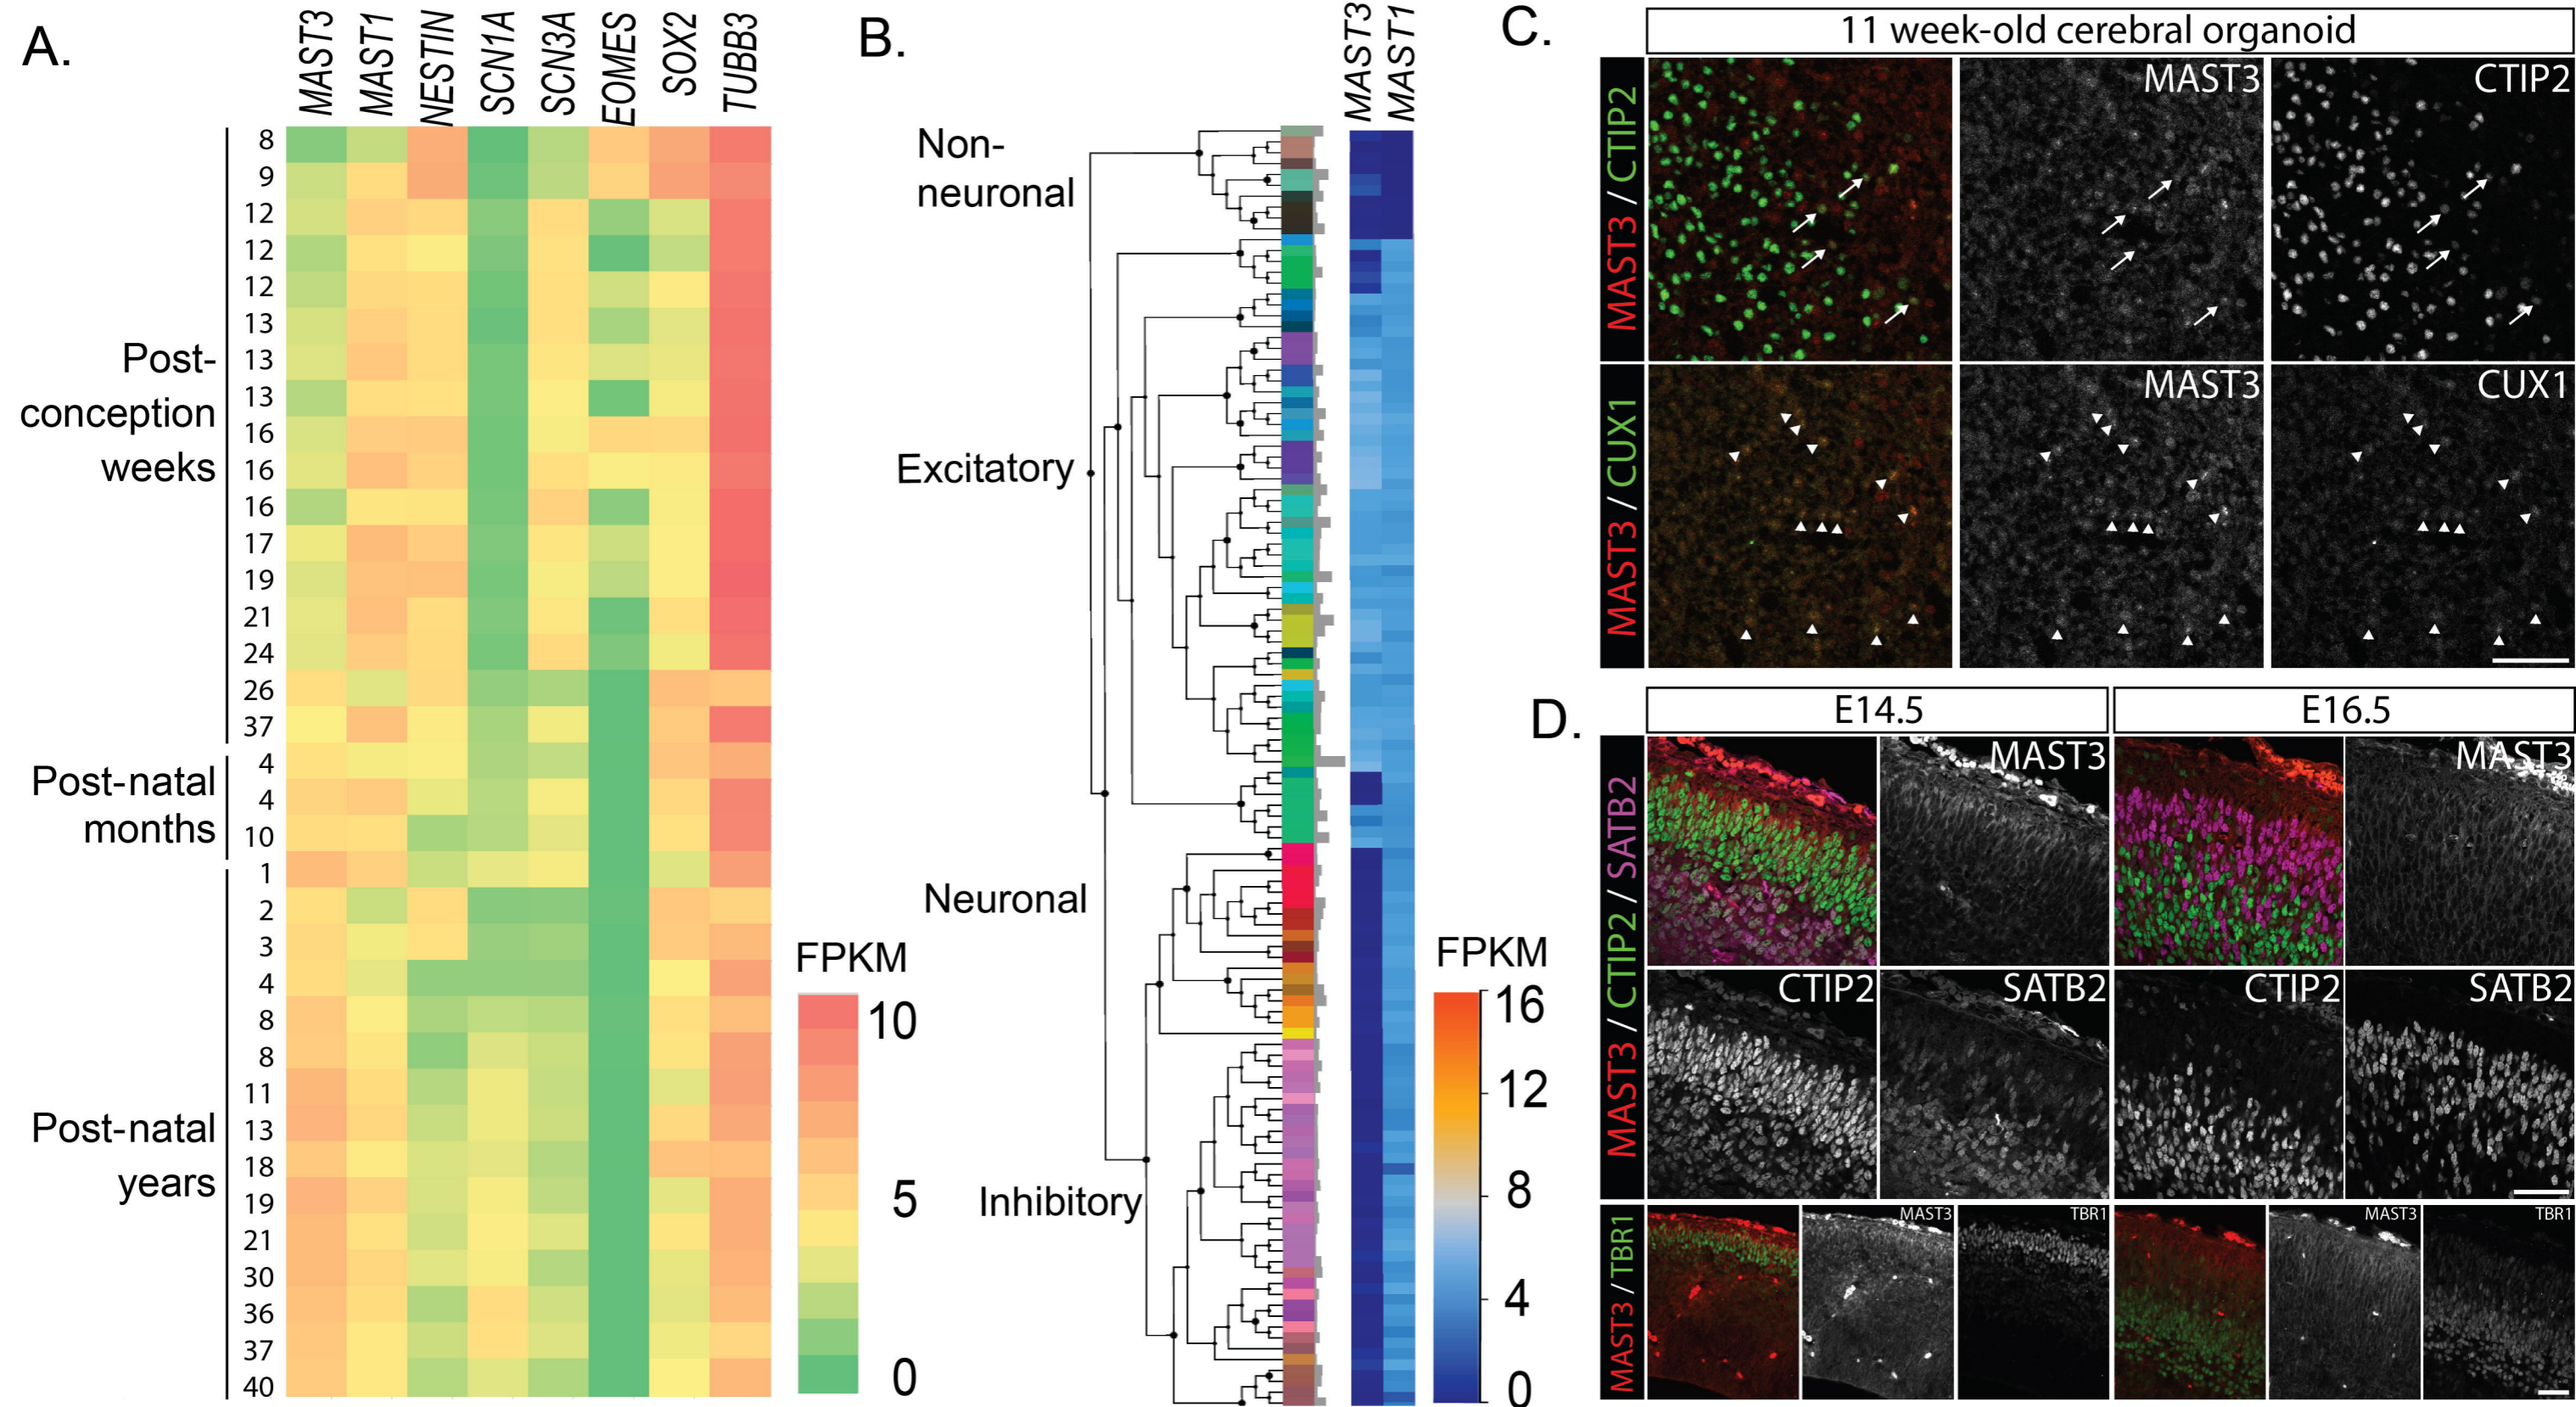 A.
MAST3 MAST1 NESTIN SCN1A SCN3A EOMES SOX2 TUBB3
Post-
conception
weeks
8
9
12
12
12
13
13
13
16
16
16
17
19
21
24
26
37
Post-natal
months
4
4
10
Post-natal
years
1
2
3
4
8
8
11
13
18
19
21
30
36
37
40
FPKM
10
5
0
B.
MAST3 MAST1
Non-
neuronal
Excitatory
Neuronal
Inhibitory
FPKM
16
12
8
4
0
C.
11 week-old cerebral organoid
MAST3 / CTIP2
MAST3
CTIP2
MAST3 / CUX1
MAST3
CUX1
D.
E14.5
E16.5
MAST3 / CTIP2 / SATB2
MAST3
MAST3
CTIP2
SATB2
CTIP2
SATB2
MAST3 / TBR1
MAST3
TBR1
MAST3
TBR1